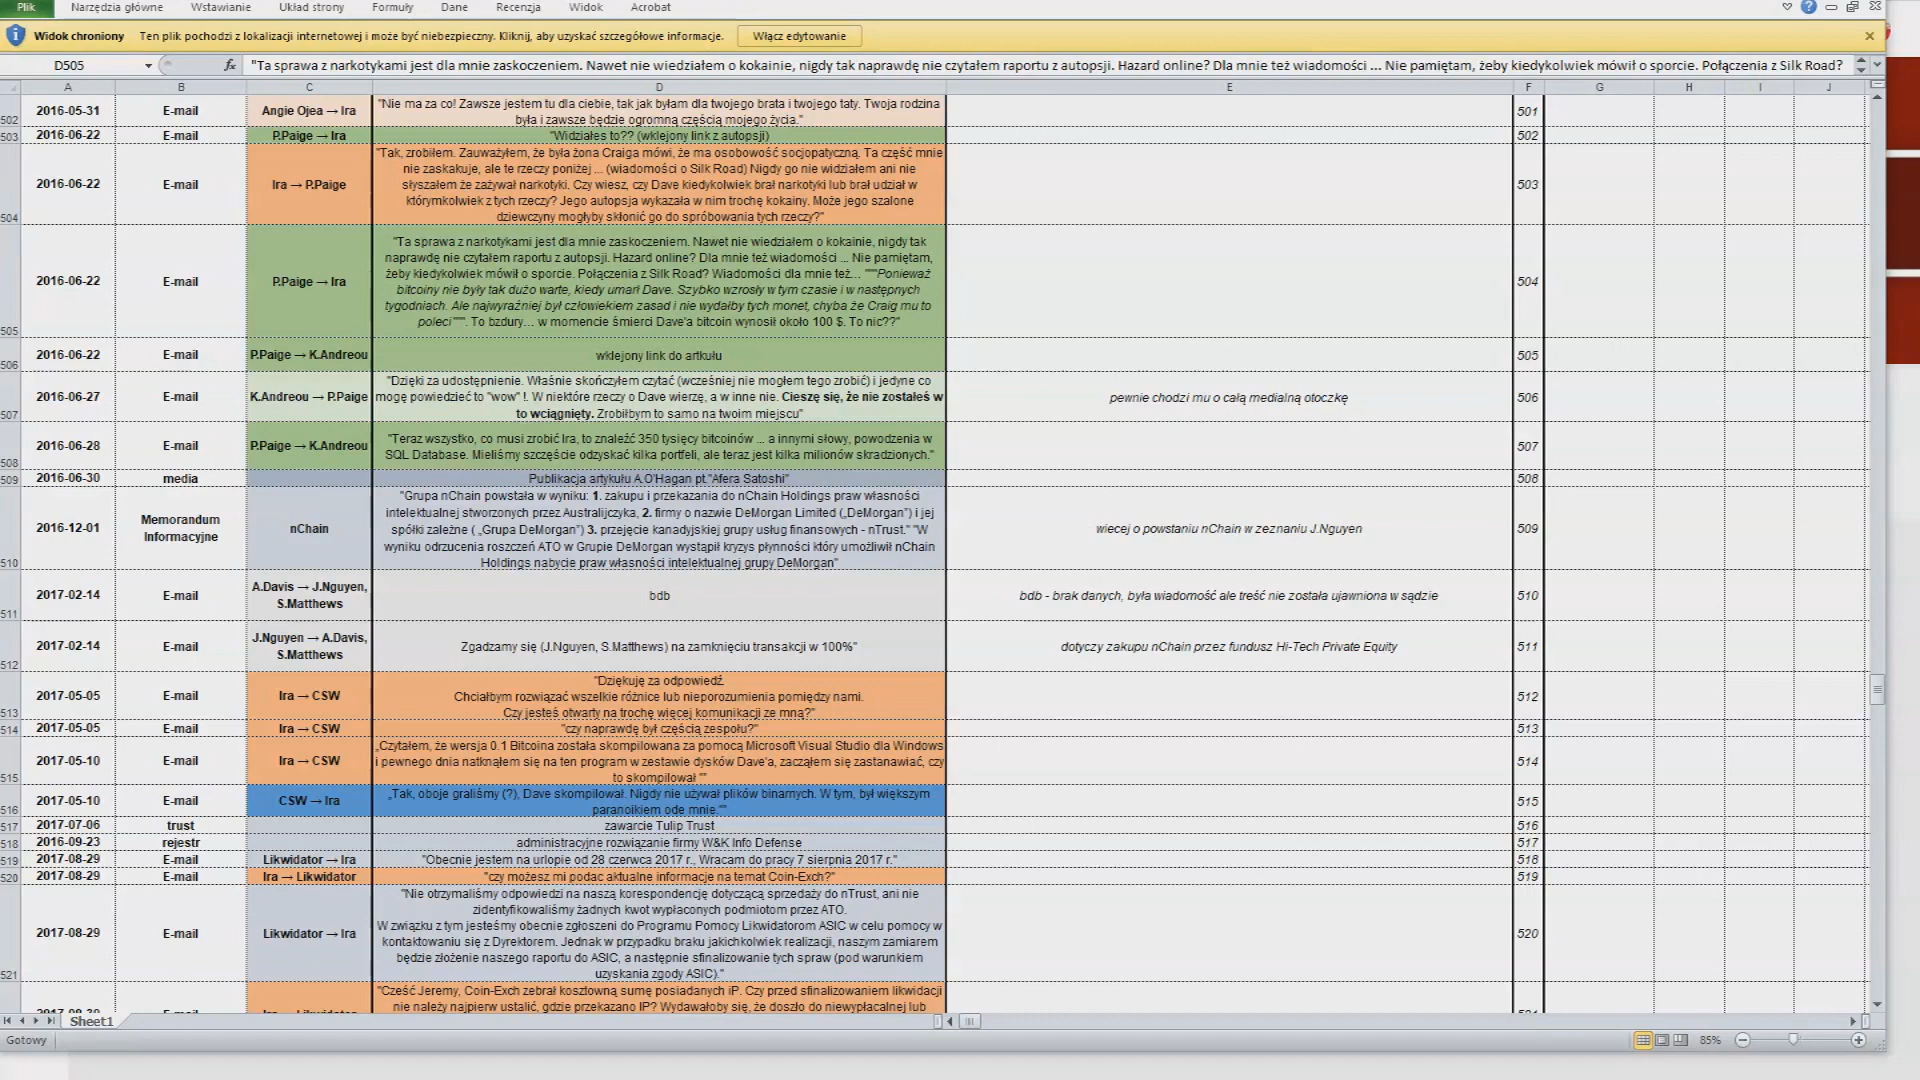 Plik Narzędzia główne Wstawianie Układ strony Formuły Dane Recenzja Widok Acrobat
Widok chroniony Ten plik pochodzi z lokalizacji internetowej i może być niebezpieczny. Kliknij, aby uzyskać szczegółowe informacje. Włącz edytowanie
D505 fx "Ta sprawa z narkotykami jest dla mnie zaskoczeniem. Nawet nie wiedziałem o kokainie, nigdy tak naprawdę nie czytałem raportu z autopsji. Hazard online? Dla mnie też wiadomości ... Nie pamiętam, żeby kiedykolwiek mówił o sporcie. Połączenia z Silk Road?
A B C D E F G H I J
502 2016-05-31 E-mail Angie Ojea → Ira "Nie ma za co! Zawsze jestem tu dla ciebie, tak jak byłam dla twojego brata i twojego taty. Twoja rodzina
była i zawsze będzie ogromną częścią mojego życia." 501
503 2016-06-22 E-mail P.Paige → Ira "Widziałes to?? (wklejony link z autopsji) 502
504 2016-06-22 E-mail Ira → P.Paige "Tak, zrobiłem. Zauważyłem, że była żona Craiga mówi, że ma osobowość socjopatyczną. Ta część mnie
nie zaskakuje, ale te rzeczy poniżej ... (wiadomości o Silk Road) Nigdy go nie widziałem ani nie
słyszałem że zażywał narkotyki. Czy wiesz, czy Dave kiedykolwiek brał narkotyki lub brał udział w
którymkolwiek z tych rzeczy? Jego autopsja wykazała w nim trochę kokainy. Może jego szalone
dziewczyny mogłyby skłonić go do spróbowania tych rzeczy?" 503
505 2016-06-22 E-mail P.Paige → Ira "Ta sprawa z narkotykami jest dla mnie zaskoczeniem. Nawet nie wiedziałem o kokainie, nigdy tak
naprawdę nie czytałem raportu z autopsji. Hazard online? Dla mnie też wiadomości ... Nie pamiętam,
żeby kiedykolwiek mówił o sporcie. Połączenia z Silk Road? Wiadomości dla mnie też... """Ponieważ
bitcoiny nie były tak dużo warte, kiedy umarł Dave. Szybko wzrosły w tym czasie i w następnych
tygodniach. Ale najwyraźniej był człowiekiem zasad i nie wydałby tych monet, chyba że Craig mu to
poleci""". To bzdury... w momencie śmierci Dave'a bitcoin wynosił około 100 $. To nic??" 504
506 2016-06-22 E-mail P.Paige → K.Andreou wklejony link do artkułu 505
507 2016-06-27 E-mail K.Andreou → P.Paige "Dzięki za udostępnienie. Właśnie skończyłem czytać (wcześniej nie mogłem tego zrobić) i jedyne co
mogę powiedzieć to "wow" !. W niektóre rzeczy o Dave wierzę, a w inne nie. Cieszę się, że nie zostałeś w
to wciągnięty. Zrobiłbym to samo na twoim miejscu" pewnie chodzi mu o całą medialną otoczkę 506
508 2016-06-28 E-mail P.Paige → K.Andreou "Teraz wszystko, co musi zrobić Ira, to znaleźć 350 tysięcy bitcoinów ... a innymi słowy, powodzenia w
SQL Database. Mieliśmy szczęście odzyskać kilka portfeli, ale teraz jest kilka milionów skradzionych." 507
509 2016-06-30 media Publikacja artykułu A.O'Hagan pt."Afera Satoshi" 508
510 2016-12-01 Memorandum Informacyjne nChain "Grupa nChain powstała w wyniku: 1. zakupu i przekazania do nChain Holdings praw własności
intelektualnej stworzonych przez Australijczyka, 2. firmy o nazwie DeMorgan Limited („DeMorgan") i jej
spółki zależne ( „Grupa DeMorgan") 3. przejęcie kanadyjskiej grupy usług finansowych - nTrust." "W
wyniku odrzucenia roszczeń ATO w Grupie DeMorgan wystąpił kryzys płynności który umożliwił nChain
Holdings nabycie praw własności intelektualnej grupy DeMorgan" wiecej o powstaniu nChain w zeznaniu J.Nguyen 509
511 2017-02-14 E-mail A.Davis → J.Nguyen, S.Matthews bdb bdb - brak danych, była wiadomość ale treść nie została ujawniona w sądzie 510
512 2017-02-14 E-mail J.Nguyen → A.Davis, S.Matthews Zgadzamy się (J.Nguyen, S.Matthews) na zamknięciu transakcji w 100%" dotyczy zakupu nChain przez fundusz Hi-Tech Private Equity 511
513 2017-05-05 E-mail Ira → CSW "Dziękuję za odpowiedź.
Chciałbym rozwiązać wszelkie różnice lub nieporozumienia pomiędzy nami.
Czy jesteś otwarty na trochę więcej komunikacji ze mną?" 512
514 2017-05-05 E-mail Ira → CSW "czy naprawdę był częścią zespołu?" 513
515 2017-05-10 E-mail Ira → CSW „Czytałem, że wersja 0.1 Bitcoina została skompilowana za pomocą Microsoft Visual Studio dla Windows
i pewnego dnia natknąłem się na ten program w zestawie dysków Dave'a, zacząłem się zastanawiać, czy
to skompilował "" 514
516 2017-05-10 E-mail CSW → Ira „Tak, oboje graliśmy (?), Dave skompilował. Nigdy nie używał plików binarnych. W tym, był większym
paranoikiem ode mnie."" 515
517 2017-07-06 trust zawarcie Tulip Trust 516
518 2016-09-23 rejestr administracyjne rozwiązanie firmy W&K Info Defense 517
519 2017-08-29 E-mail Likwidator → Ira "Obecnie jestem na urlopie od 28 czerwca 2017 r., Wracam do pracy 7 sierpnia 2017 r." 518
520 2017-08-29 E-mail Ira → Likwidator "czy możesz mi podac aktualne informacje na temat Coin-Exch?" 519
521 2017-08-29 E-mail Likwidator → Ira "Nie otrzymaliśmy odpowiedzi na naszą korespondencję dotyczącą sprzedaży do nTrust, ani nie
zidentyfikowaliśmy żadnych kwot wypłaconych podmiotom przez ATO.
W związku z tym jesteśmy obecnie zgłoszeni do Programu Pomocy Likwidatorom ASIC w celu pomocy w
kontaktowaniu się z Dyrektorem. Jednak w przypadku braku jakichkolwiek realizacji, naszym zamiarem
będzie złożenie naszego raportu do ASIC, a następnie sfinalizowanie tych spraw (pod warunkiem
uzyskania zgody ASIC)." 520
"Cześć Jeremy, Coin-Exch zebrał kosztowną sumę posiadanych iP. Czy przed sfinalizowaniem likwidacji
nie należy najpierw ustalić, gdzie przekazano IP? Wydawałoby się, że doszło do niewypłacalnej lub
Sheet1
Gotowy 85%